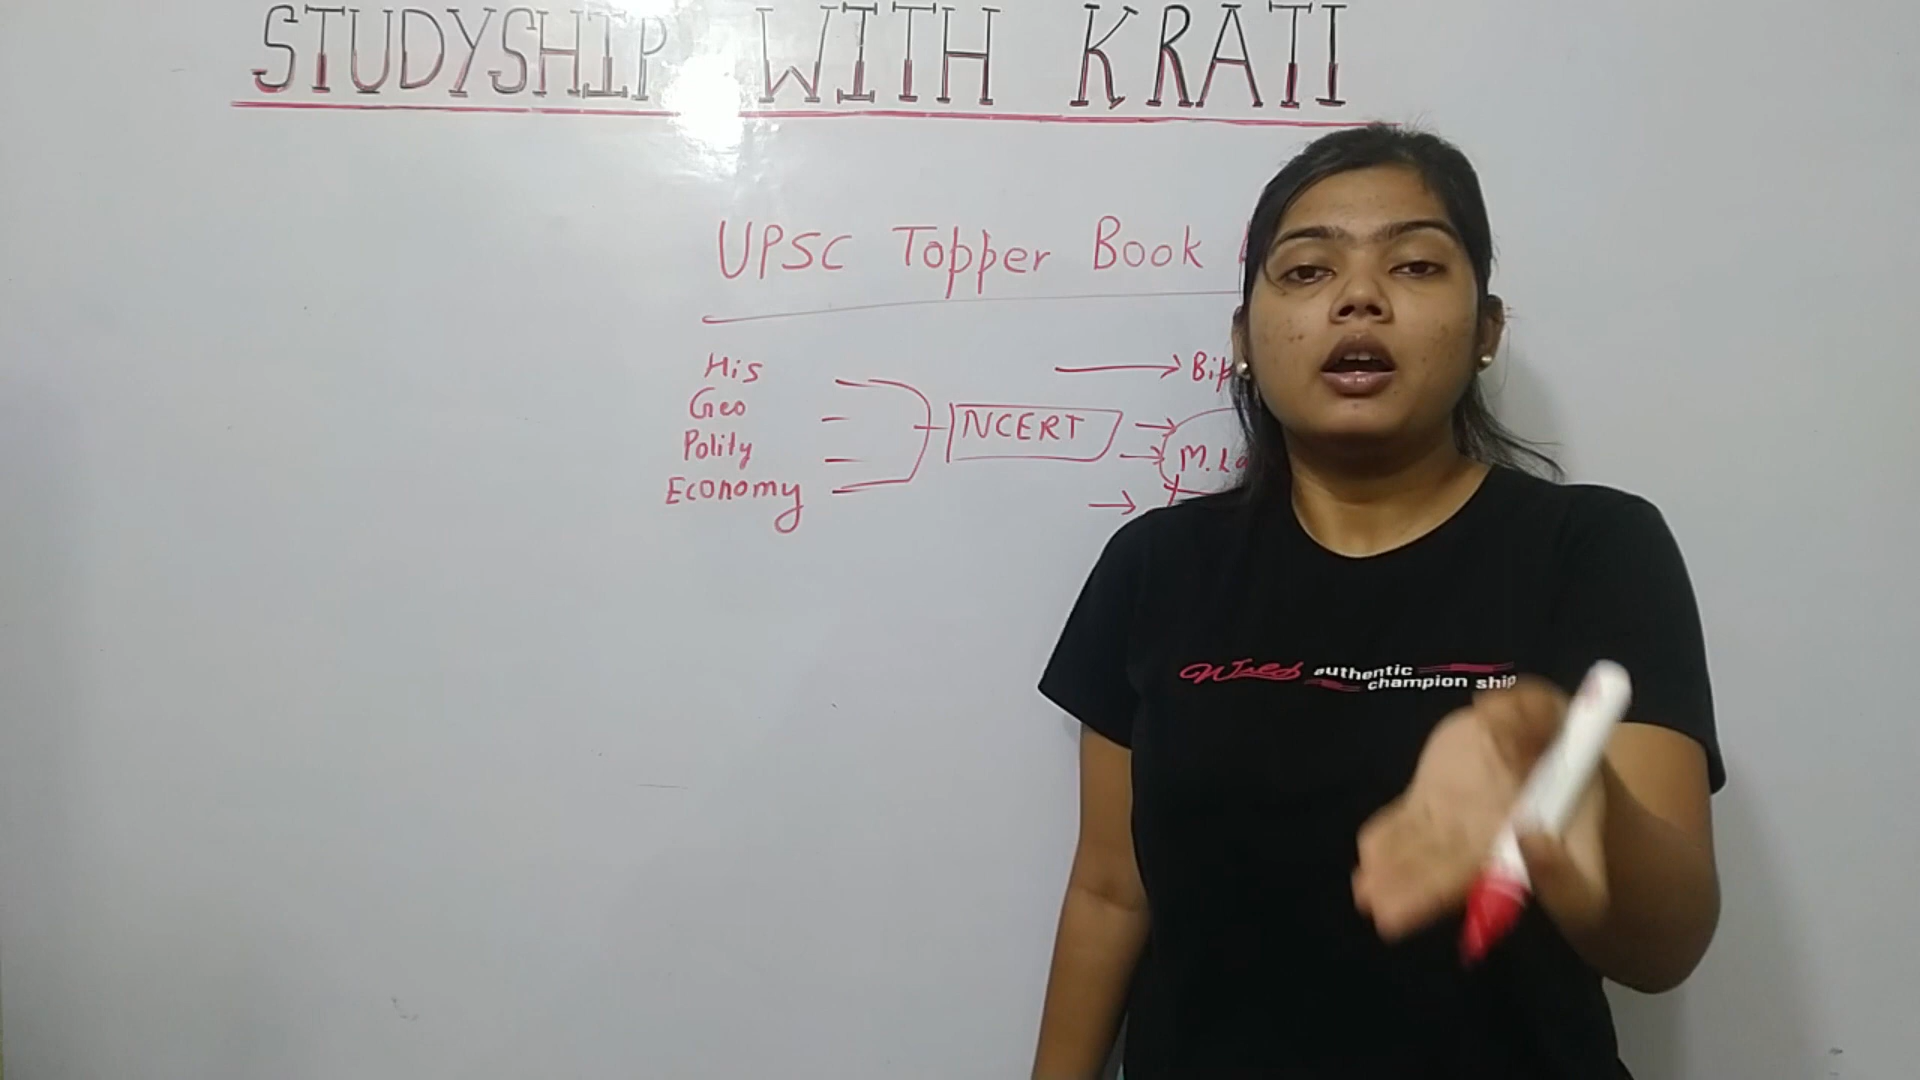 STUDYSHIP WITH KRATI
UPSC Topper Book
His
Geo
Polity
Economy
NCERT
M.
authentic
champion ship